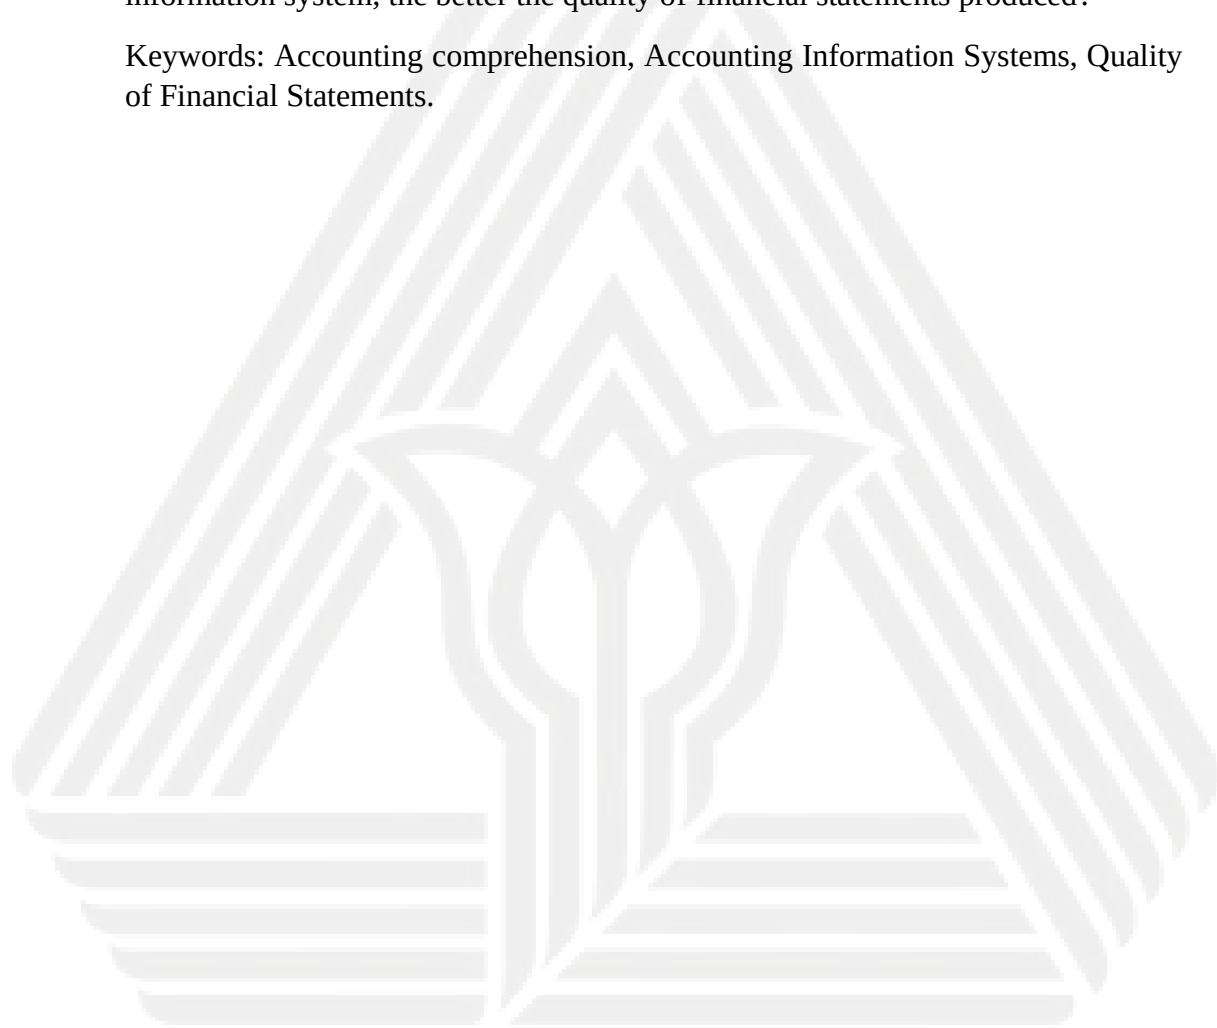 information system, the better the quality of financial statements produced.
Keywords: Accounting comprehension, Accounting Information Systems, Quality
of Financial Statements.